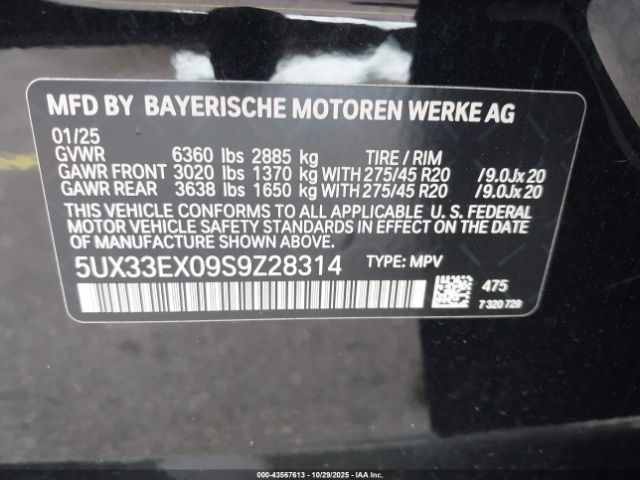 MFD BY BAYERISCHE MOTOREN WERKE AG
01/25
GVWR 6360 lbs 2885 kg TIRE / RIM
GAWR FRONT 3020 lbs 1370 kg WITH 275/45 R20 /9.0Jx20
GAWR REAR 3638 lbs 1650 kg WITH 275/45 R20 /9.0Jx20
THIS VEHICLE CONFORMS TO ALL APPLICABLE U. S. FEDERAL
MOTOR VEHICLE SAFETY STANDARDS IN EFFECT ON THE
DATE OF MANUFACTURE SHOWN ABOVE.
5UX33EX09S9Z28314 TYPE: MPV
475
7 320 729
000-43567613 - 10/29/2025 - IAAI Inc.